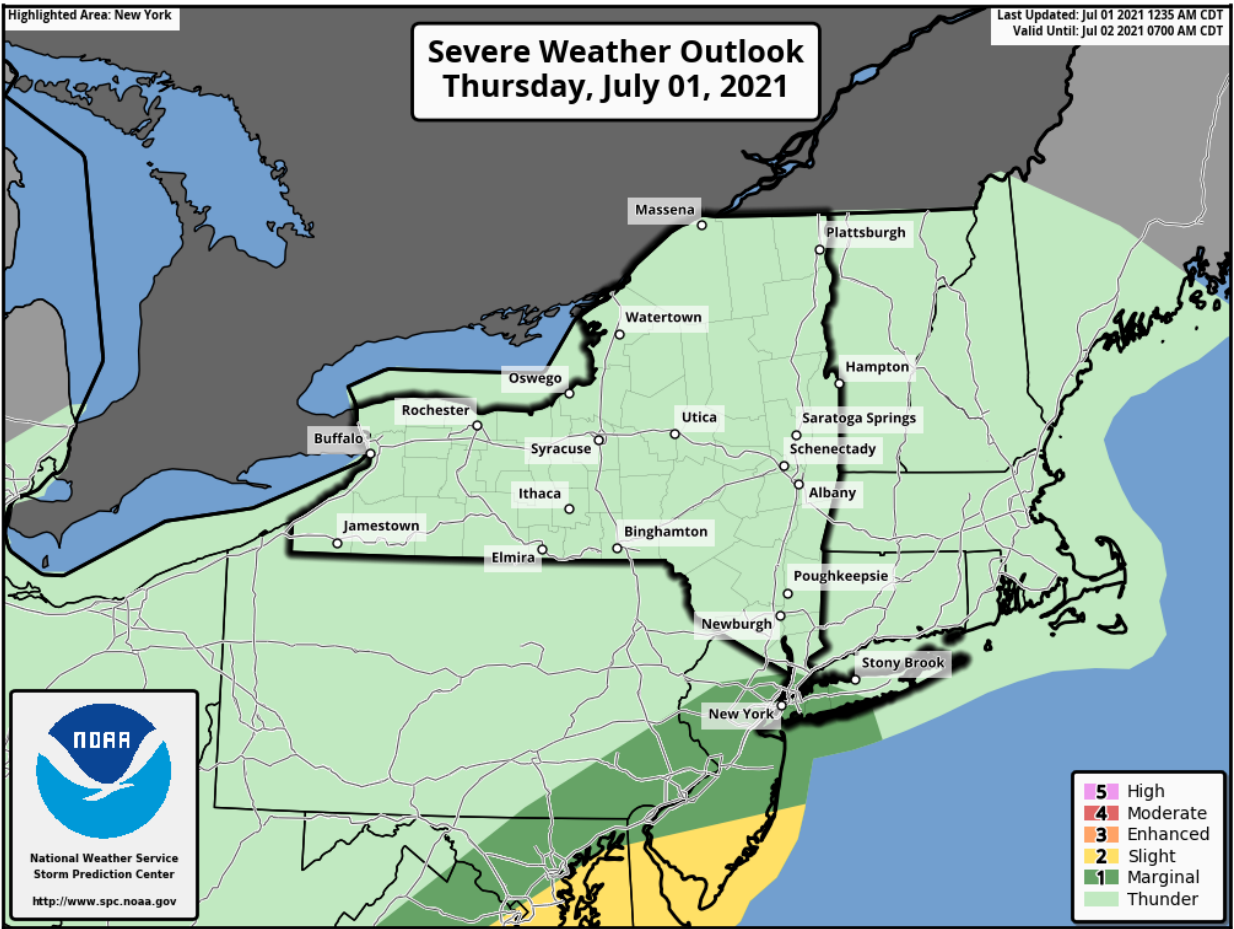 Highlighted Area: New York
Last Updated: Jul 01 2021 1235 AM CDT
Valid Until: Jul 02 2021 0700 AM CDT
Severe Weather Outlook
Thursday, July 01, 2021
Massena
Plattsburgh
Watertown
Hampton
Oswego
Rochester
Utica
Saratoga Springs
Buffalo
Syracuse
Schenectady
Ithaca
Albany
Jamestown
Binghamton
Elmira
Poughkeepsie
Newburgh
Stony Brook
New York
NOAA
National Weather Service
Storm Prediction Center
http://www.spc.noaa.gov
5 High
4 Moderate
3 Enhanced
2 Slight
1 Marginal
Thunder